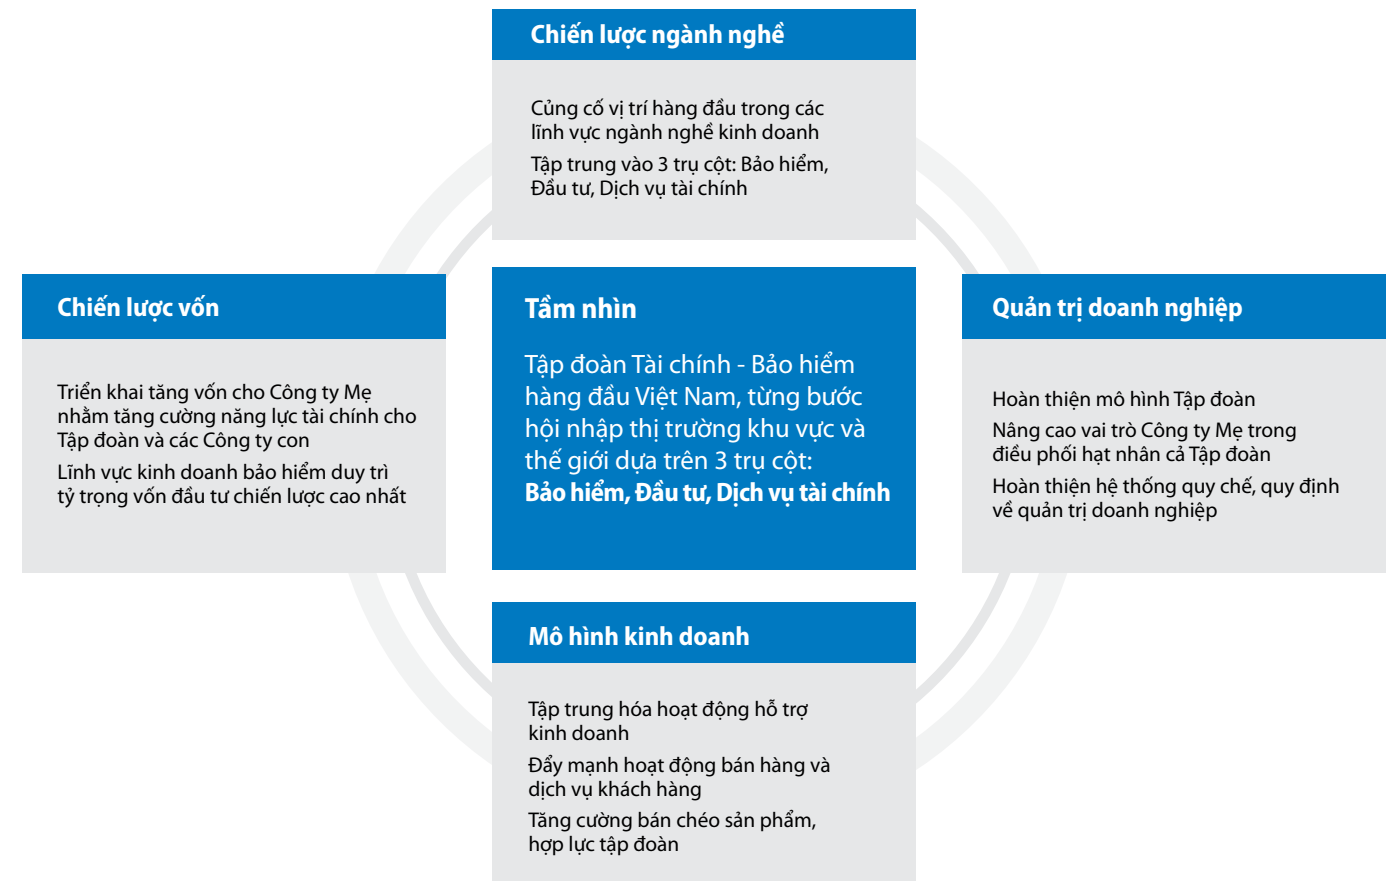 Chiến lược ngành nghề
Củng cố vị trí hàng đầu trong các
lĩnh vực ngành nghề kinh doanh
Tập trung vào 3 trụ cột: Bảo hiểm,
Đầu tư, Dịch vụ tài chính
Chiến lược vốn
Triển khai tăng vốn cho Công ty Mẹ
nhằm tăng cường năng lực tài chính cho
Tập đoàn và các Công ty con
Lĩnh vực kinh doanh bảo hiểm duy trì
tỷ trọng vốn đầu tư chiến lược cao nhất
Tầm nhìn
Tập đoàn Tài chính - Bảo hiểm
hàng đầu Việt Nam, từng bước
hội nhập thị trường khu vực và
thế giới dựa trên 3 trụ cột:
Bảo hiểm, Đầu tư, Dịch vụ tài chính
Quản trị doanh nghiệp
Hoàn thiện mô hình Tập đoàn
Nâng cao vai trò Công ty Mẹ trong
điều phối hạt nhân cả Tập đoàn
Hoàn thiện hệ thống quy chế, quy định
về quản trị doanh nghiệp
Mô hình kinh doanh
Tập trung hóa hoạt động hỗ trợ
kinh doanh
Đẩy mạnh hoạt động bán hàng và
dịch vụ khách hàng
Tăng cường bán chéo sản phẩm,
hợp lực tập đoàn